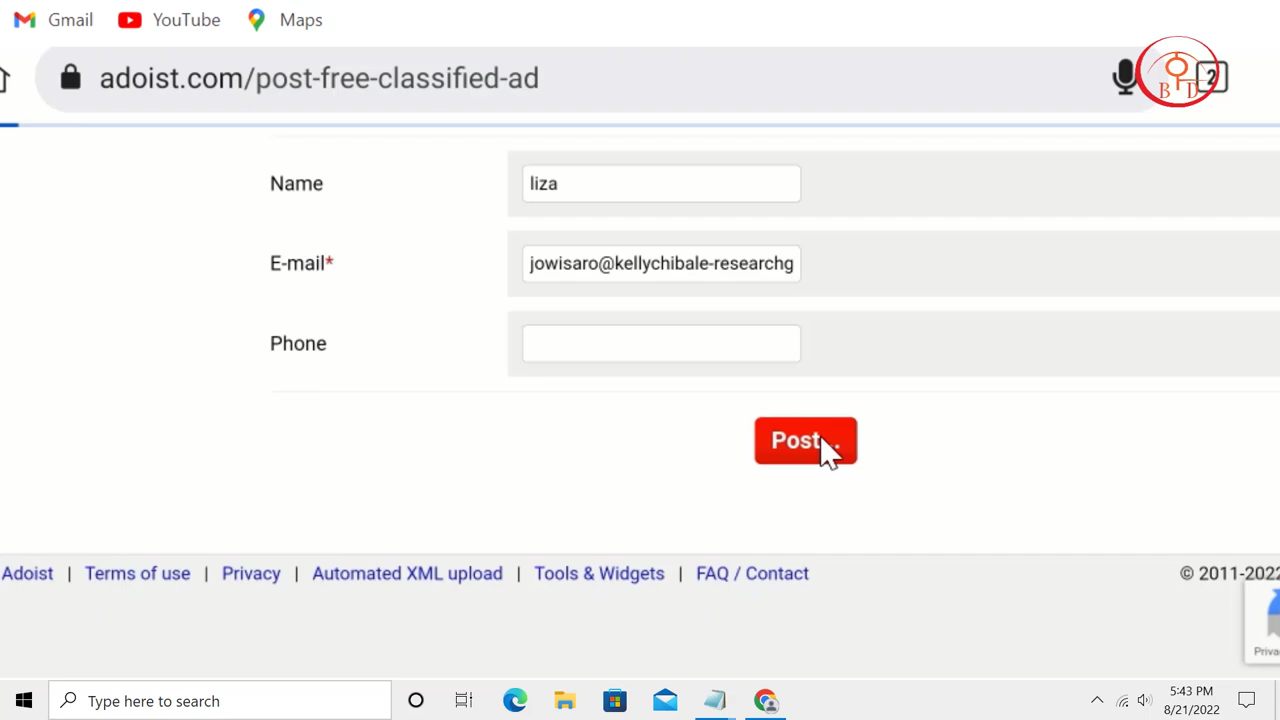 Gmail YouTube Maps
adoist.com/post-free-classified-ad
2
B D
Name liza
E-mail* jowisaro@kellychibale-researchg
Phone
Post...
Adoist | Terms of use | Privacy | Automated XML upload | Tools & Widgets | FAQ / Contact © 2011-2022
Type here to search
5:43 PM
8/21/2022